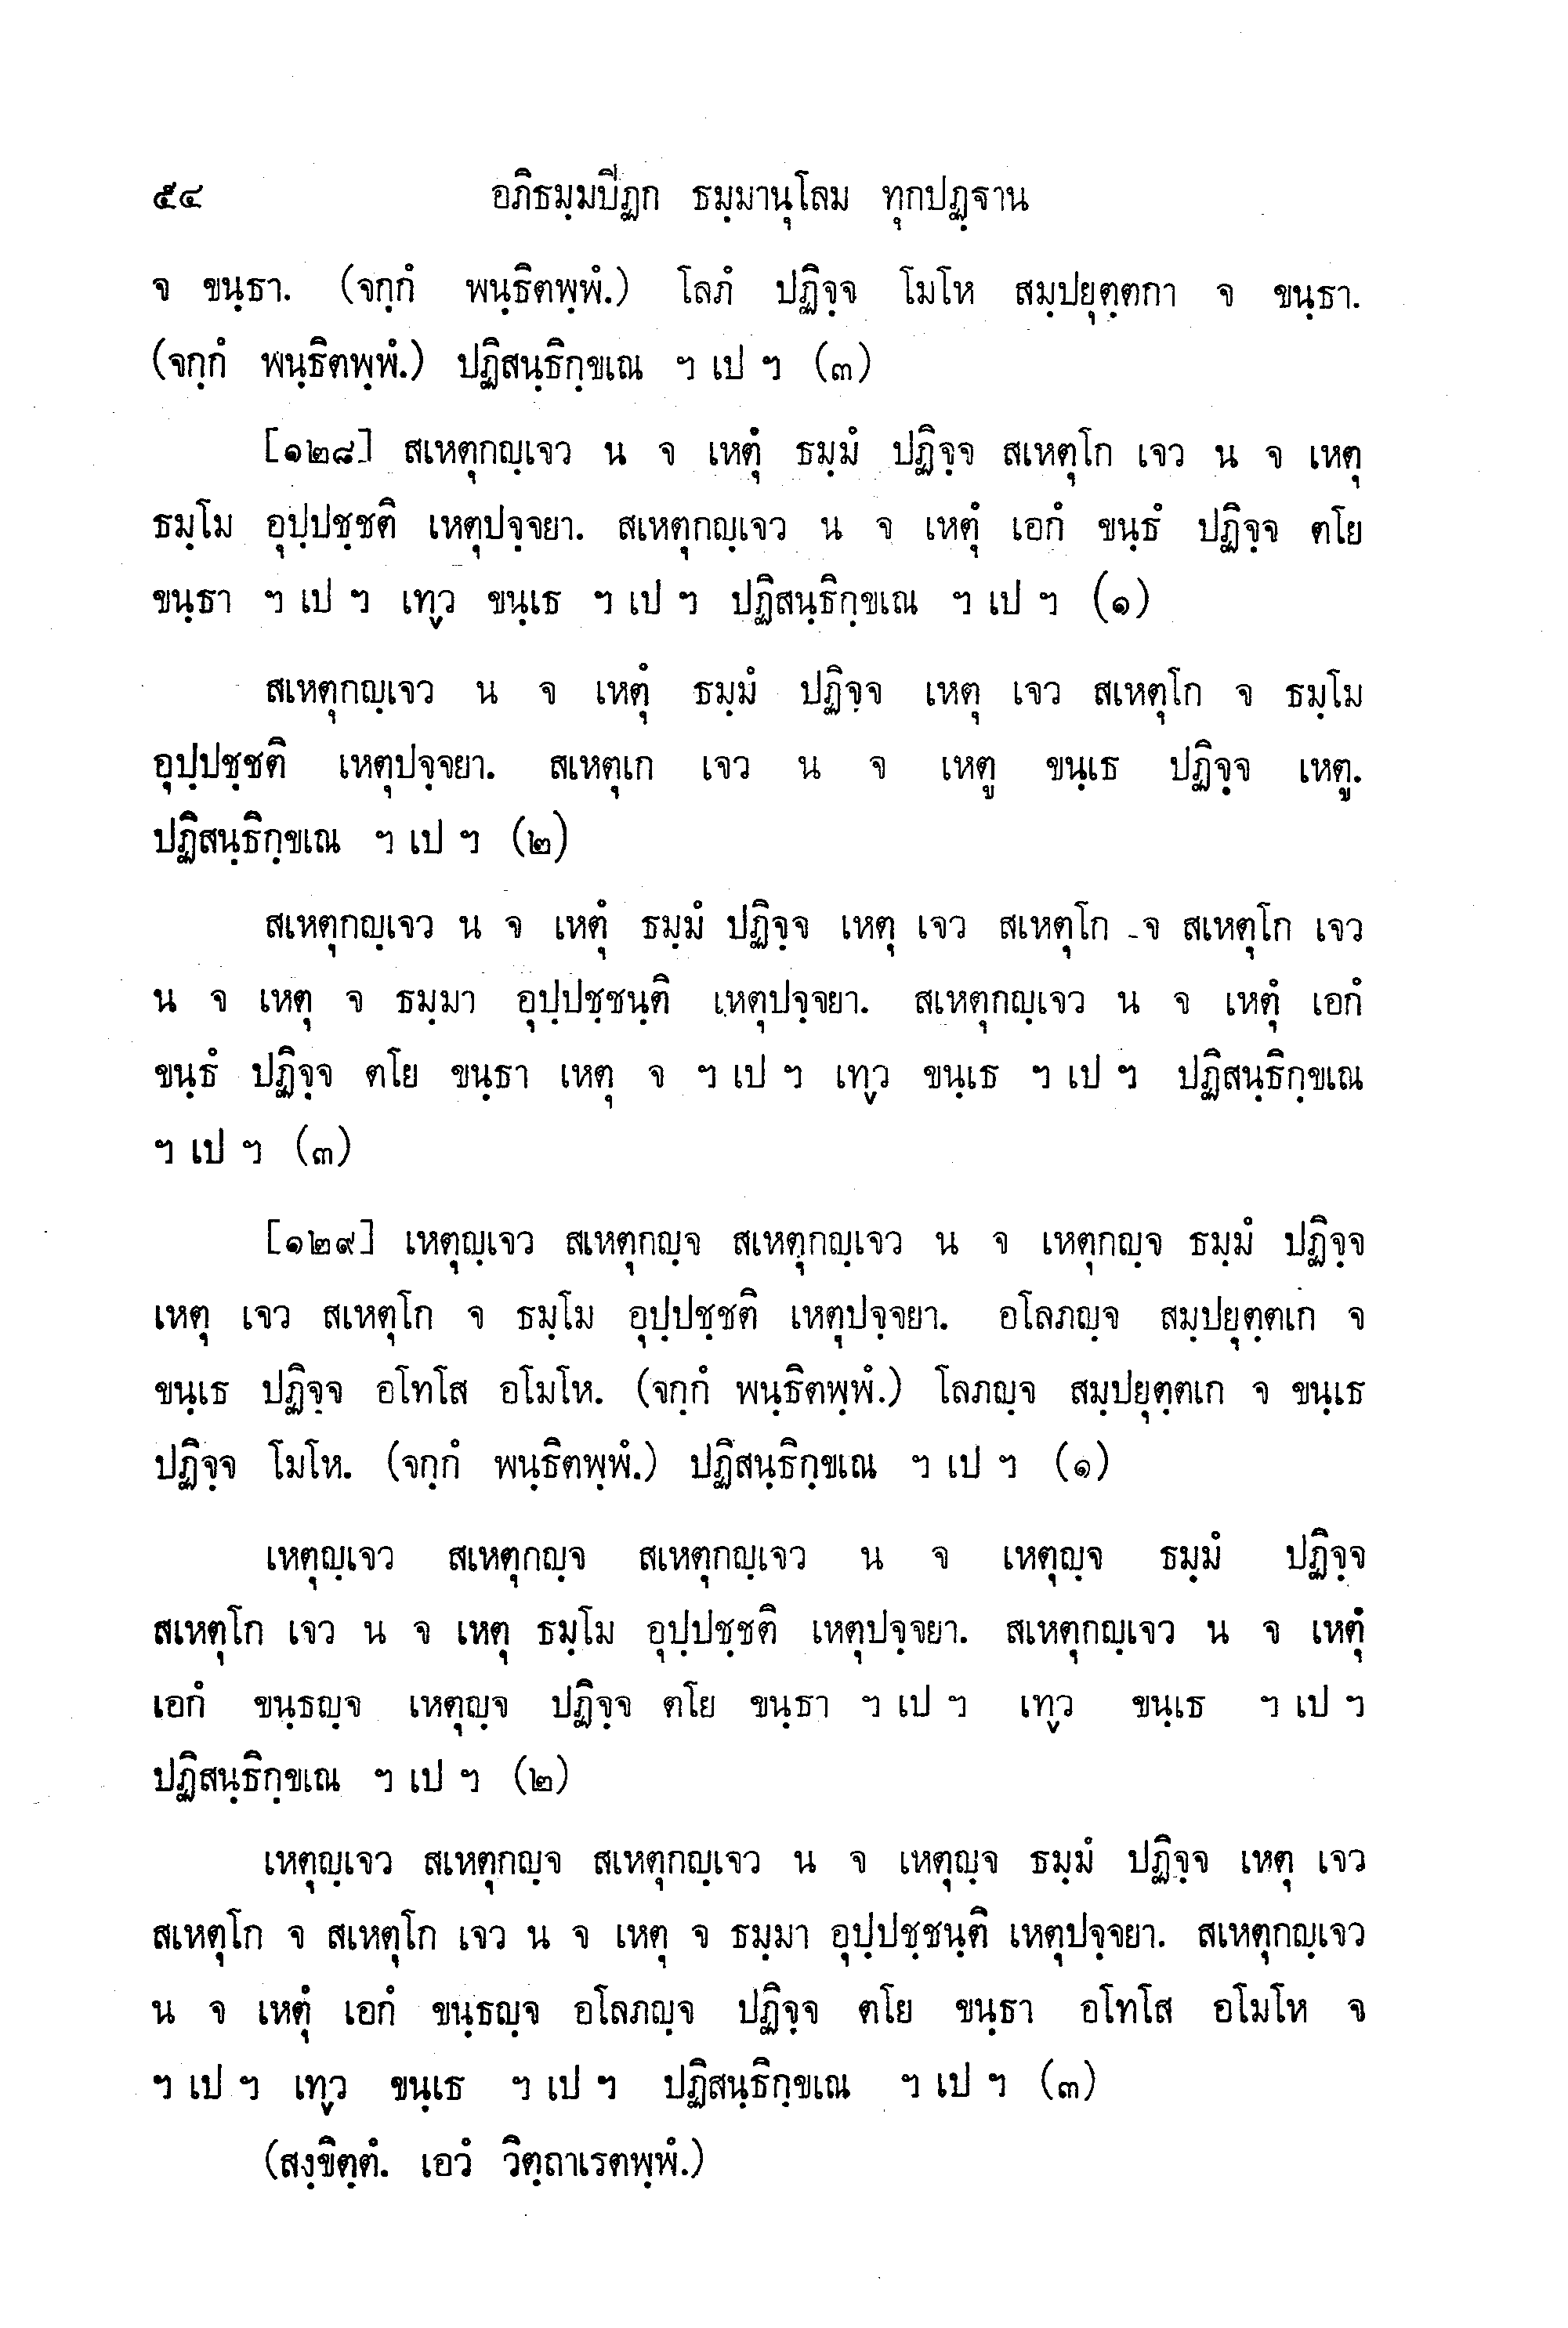 ๕๔ อภิธมฺมปิฏก ธมฺมานุโลม ทุกปฏฺฐาน
จ ขนฺธา. (จกฺกํ พนฺธิตพฺพํ.) โลภํ ปฏิจฺจ โมโห สมฺปยุตฺตกา จ ขนฺธา.
(จกฺกํ พนฺธิตพฺพํ.) ปฏิสนฺธิกฺขเณ ฯ เป ฯ (๓)
[๑๒๘] สเหตุกญฺเจว น จ เหตุํ ธมฺมํ ปฏิจฺจ สเหตุโก เจว น จ เหตุ
ธมฺโม อุปฺปชฺชติ เหตุปจฺจยา. สเหตุกญฺเจว น จ เหตุํ เอกํ ขนฺธํ ปฏิจฺจ ตโย
ขนฺธา ฯ เป ฯ เทฺว ขนฺเธ ฯ เป ฯ ปฏิสนฺธิกฺขเณ ฯ เป ฯ (๑)
สเหตุกญฺเจว น จ เหตุํ ธมฺมํ ปฏิจฺจ เหตุ เจว สเหตุโก จ ธมฺโม
อุปฺปชฺชติ เหตุปจฺจยา. สเหตุเก เจว น จ เหตู ขนฺเธ ปฏิจฺจ เหตู.
ปฏิสนฺธิกฺขเณ ฯ เป ฯ (๒)
สเหตุกญฺเจว น จ เหตุํ ธมฺมํ ปฏิจฺจ เหตุ เจว สเหตุโก จ สเหตุโก เจว
น จ เหตุ จ ธมฺมา อุปฺปชฺชนฺติ เหตุปจฺจยา. สเหตุกญฺเจว น จ เหตุํ เอกํ
ขนฺธํ ปฏิจฺจ ตโย ขนฺธา เหตุ จ ฯ เป ฯ เทฺว ขนฺเธ ฯ เป ฯ ปฏิสนฺธิกฺขเณ
ฯ เป ฯ (๓)
[๑๒๙] เหตุญฺเจว สเหตุกญฺจ สเหตุกญฺเจว น จ เหตุกญฺจ ธมฺมํ ปฏิจฺจ
เหตุ เจว สเหตุโก จ ธมฺโม อุปฺปชฺชติ เหตุปจฺจยา. อโลภญฺจ สมฺปยุตฺตเก จ
ขนฺเธ ปฏิจฺจ อโทโส อโมโห. (จกฺกํ พนฺธิตพฺพํ.) โลภญฺจ สมฺปยุตฺตเก จ ขนฺเธ
ปฏิจฺจ โมโห. (จกฺกํ พนฺธิตพฺพํ.) ปฏิสนฺธิกฺขเณ ฯ เป ฯ (๑)
เหตุญฺเจว สเหตุกญฺจ สเหตุกญฺเจว น จ เหตุญฺจ ธมฺมํ ปฏิจฺจ
สเหตุโก เจว น จ เหตุ ธมฺโม อุปฺปชฺชติ เหตุปจฺจยา. สเหตุกญฺเจว น จ เหตุํ
เอกํ ขนฺธญฺจ เหตุญฺจ ปฏิจฺจ ตโย ขนฺธา ฯ เป ฯ เทฺว ขนฺเธ ฯ เป ฯ
ปฏิสนฺธิกฺขเณ ฯ เป ฯ (๒)
เหตุญฺเจว สเหตุกญฺจ สเหตุกญฺเจว น จ เหตุญฺจ ธมฺมํ ปฏิจฺจ เหตุ เจว
สเหตุโก จ สเหตุโก เจว น จ เหตุ จ ธมฺมา อุปฺปชฺชนฺติ เหตุปจฺจยา. สเหตุกญฺเจว
น จ เหตุํ เอกํ ขนฺธญฺจ อโลภญฺจ ปฏิจฺจ ตโย ขนฺธา อโทโส อโมโห จ
ฯ เป ฯ เทฺว ขนฺเธ ฯ เป ฯ ปฏิสนฺธิกฺขเณ ฯ เป ฯ (๓)
(สงฺขิตฺตํ. เอวํ วิตฺถาเรตพฺพํ.)